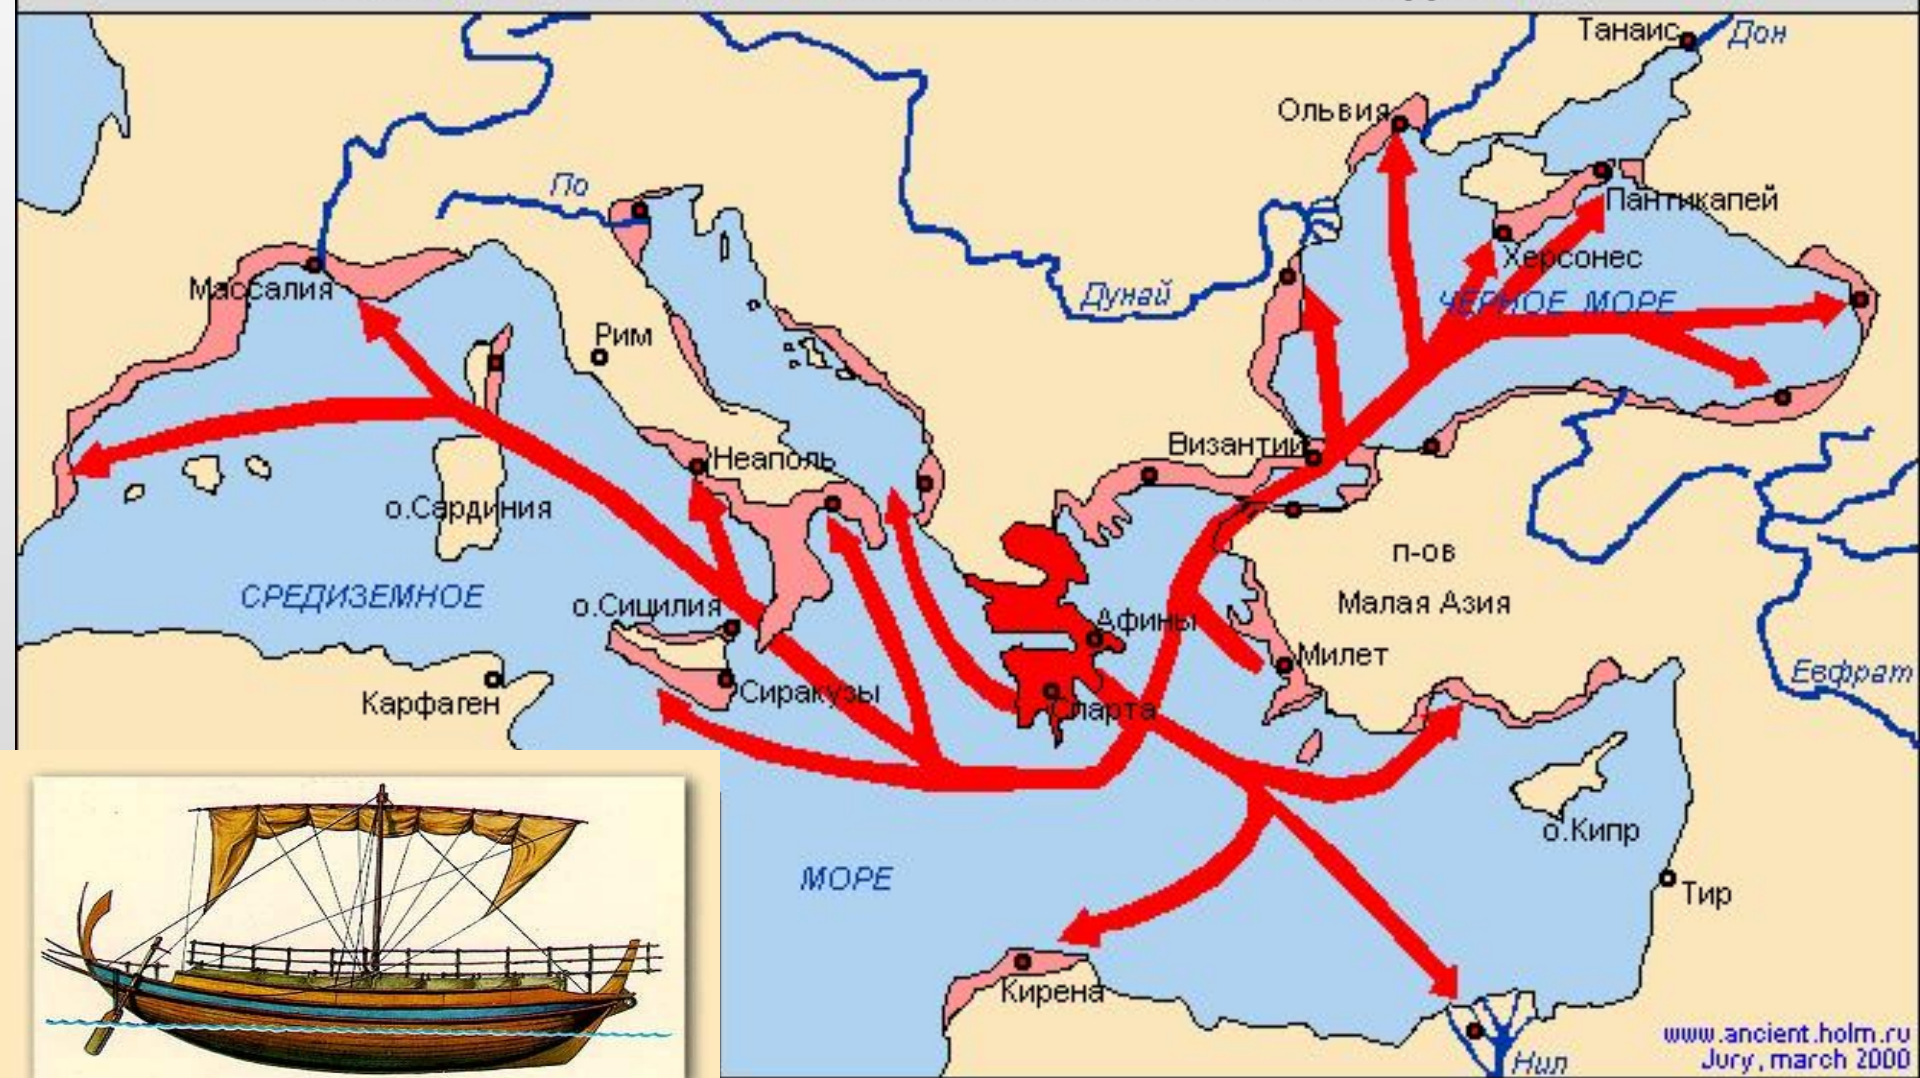 Танаис
Дон
Ольвия
По
Пантикапей
Херсонес
Массалия
Дунай
ЧЕРНОЕ МОРЕ
Рим
Византий
Неаполь
о.Сардиния
п-ов
Малая Азия
СРЕДИЗЕМНОЕ
о.Сицилия
Афины
Милет
Евфрат
Карфаген
Сиракузы
Спарта
о.Кипр
МОРЕ
Тир
Кирена
www.ancient.holm.ru
Jury, march 2000
Нил